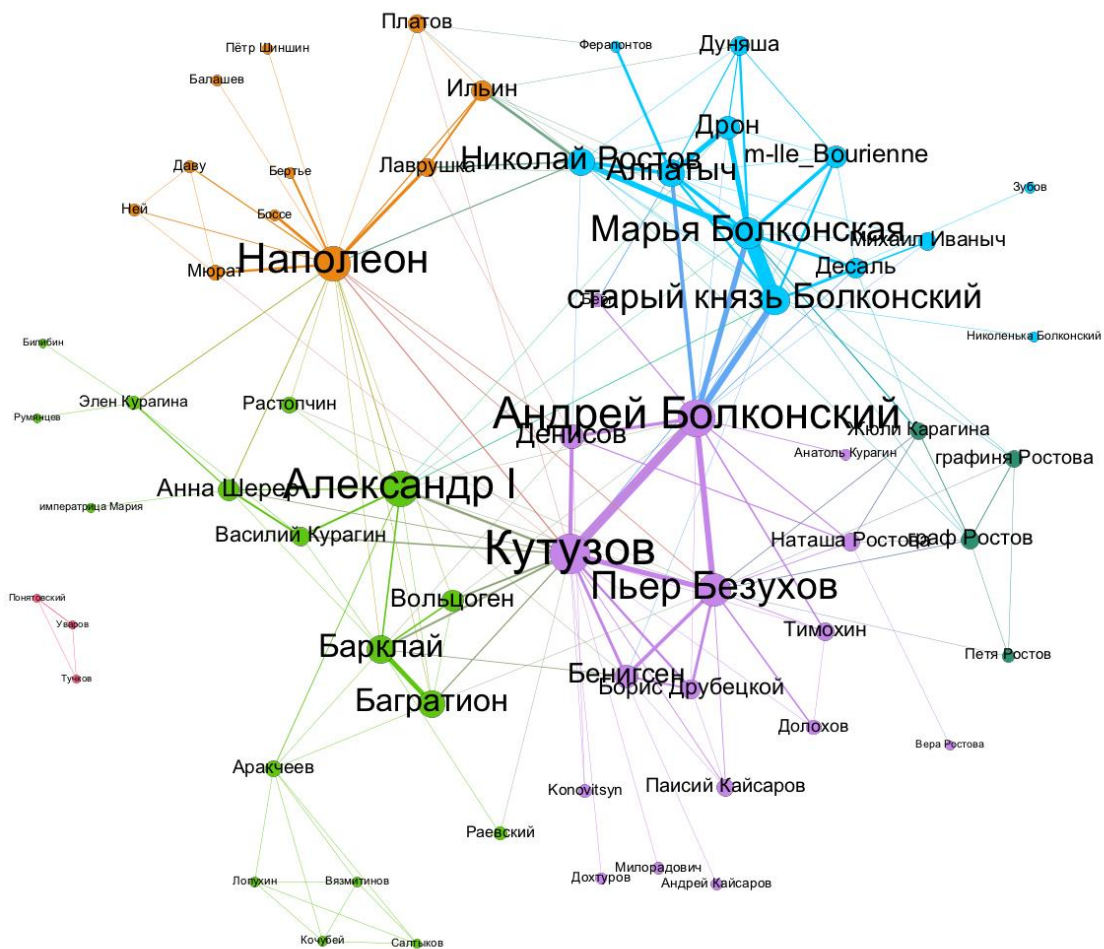 Платов
Ферапонтов
Дуняша
Пётр Шиншин
Балашев
Ильин
Дрон
Николай Ростов
Алпатыч
m-lle_Bourienne
Даву
Бертье
Лаврушка
Зубов
Ней
Боссе
Марья Болконская
Михаил Иваныч
Наполеон
Мюрат
Десаль
старый князь Болконский
Берг
Николенька Болконский
Билибин
Элен Курагина
Растопчин
Румянцев
Андрей Болконский
Денисов
Жюли Карагина
Анатоль Курагин
графиня Ростова
Александр I
Анна Шерер
императрица Мария
Василий Курагин
Кутузов
Наташа Ростова
граф Ростов
Пьер Безухов
Понятовский
Вольцоген
Уваров
Тимохин
Барклай
Петя Ростов
Тучков
Бенигсен
Борис Друбецкой
Багратион
Долохов
Вера Ростова
Аракчеев
Konovitsyn
Паисий Кайсаров
Раевский
Милорадович
Дохтуров
Андрей Кайсаров
Лопухин
Вязмитинов
Кочубей
Салтыков